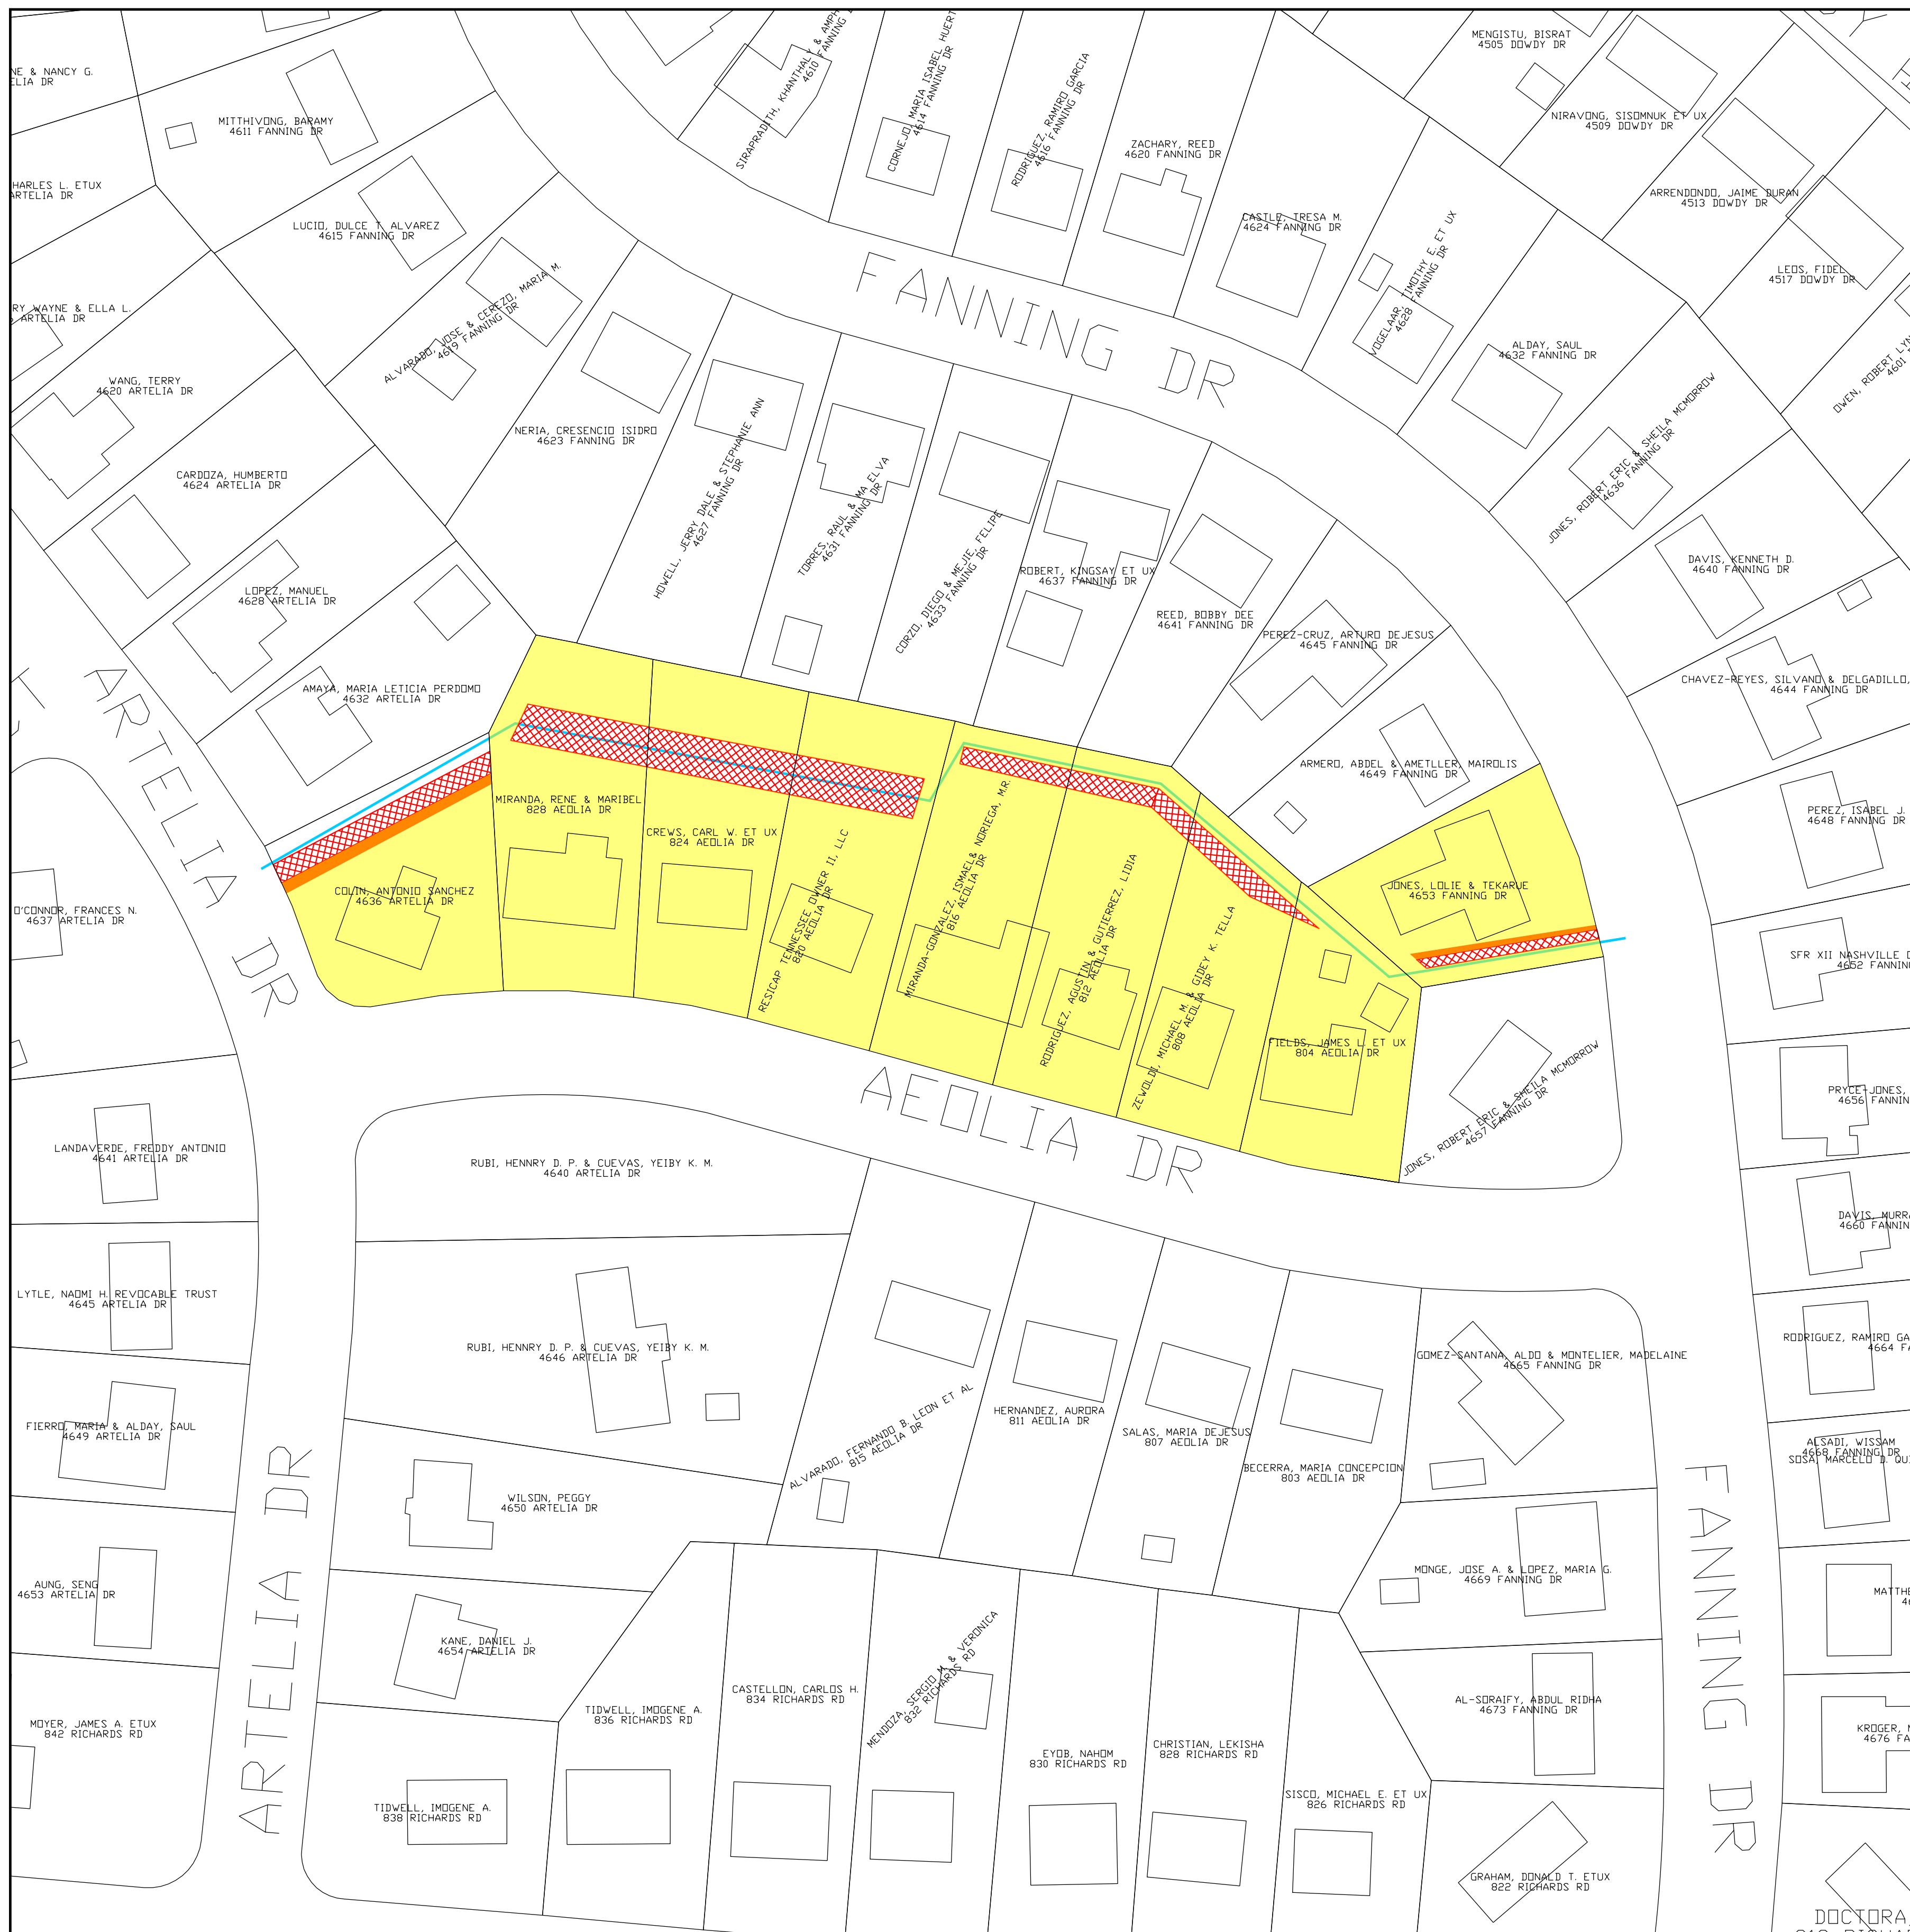 NE & NANCY G.
ELIA DR
MITTHIVONG, BARAMY
4611 FANNING DR
SIRAPRADITH, KHANTHALY & AMPH
4610 FANNING
CORNEJO, MARIA ISABEL HUERT
4614 FANNING DR
RODRIGUEZ, RAMIRO GARCIA
4616 FANNING DR
ZACHARY, REED
4620 FANNING DR
MENGISTU, BISRAT
4505 DOWDY DR
NIRAVONG, SISOMNUK ET UX
4509 DOWDY DR
HARLES L. ETUX
ARTELIA DR
LUCIO, DULCE T. ALVAREZ
4615 FANNING DR
CASTLE, TRESA M.
4624 FANNING DR
ARRENDONDO, JAIME DURAN
4513 DOWDY DR
VOGELAAR, TIMOTHY E. ET UX
4628 FANNING DR
LEOS, FIDEL
4517 DOWDY DR
RY WAYNE & ELLA L.
ARTELIA DR
ALVARADO, JOSE & CEREZO, MARIA M.
4619 FANNING DR
FANNING DR
ALDAY, SAUL
4632 FANNING DR
OWEN, ROBERT LYN
4601
WANG, TERRY
4620 ARTELIA DR
NERIA, CRESENCIO ISIDRO
4623 FANNING DR
HOWELL, JERRY DALE & STEPHANIE ANN
4627 FANNING DR
TORRES, RAUL & MA ELVA
4631 FANNING DR
JONES, ROBERT ERIC & SHEILA MCMORROW
4636 FANNING DR
CARDOZA, HUMBERTO
4624 ARTELIA DR
CORZO, DIEGO & MEJIE, FELIPE
4633 FANNING DR
ROBERT, KINGSAY ET UX
4637 FANNING DR
DAVIS, KENNETH D.
4640 FANNING DR
LOPEZ, MANUEL
4628 ARTELIA DR
REED, BOBBY DEE
4641 FANNING DR
PEREZ-CRUZ, ARTURO DEJESUS
4645 FANNING DR
CHAVEZ-REYES, SILVANO & DELGADILLO,
4644 FANNING DR
AMAYA, MARIA LETICIA PERDOMO
4632 ARTELIA DR
ARTELIA DR
ARMERO, ABDEL & AMETLLER, MAIROLIS
4649 FANNING DR
MIRANDA, RENE & MARIBEL
828 AEOLIA DR
CREWS, CARL W. ET UX
824 AEOLIA DR
PEREZ, ISABEL J.
4648 FANNING DR
COLIN, ANTONIO SANCHEZ
4636 ARTELIA DR
RESICAP TENNESSEE OWNER II, LLC
820 AEOLIA DR
MIRANDA-GONZALEZ, ISMAEL& NORIEGA, M.R.
816 AEOLIA DR
RODRIGUEZ, AGUSTIN & GUTIERREZ, LIDIA
812 AEOLIA DR
ZEWOLDI, MICHAEL M. & GIDEY K. TELLA
808 AEOLIA DR
JONES, LOLIE & TEKARUE
4653 FANNING DR
O'CONNOR, FRANCES N.
4637 ARTELIA DR
SFR XII NASHVILLE
4652 FANNING
FIELDS, JAMES L. ET UX
804 AEOLIA DR
JONES, ROBERT ERIC & SHEILA MCMORROW
4657 FANNING DR
AEOLIA DR
PRYCE-JONES,
4656 FANNIN
LANDAVERDE, FREDDY ANTONIO
4641 ARTELIA DR
RUBI, HENNRY D. P. & CUEVAS, YEIBY K. M.
4640 ARTELIA DR
DAVIS, MURR
4660 FANNIN
LYTLE, NAOMI H. REVOCABLE TRUST
4645 ARTELIA DR
RUBI, HENNRY D. P. & CUEVAS, YEIBY K. M.
4646 ARTELIA DR
RODRIGUEZ, RAMIRO GA
4664 FA
GOMEZ-SANTANA, ALDO & MONTELIER, MADELAINE
4665 FANNING DR
ALVARADO, FERNANDO B. LEON ET AL
815 AEOLIA DR
HERNANDEZ, AURORA
811 AEOLIA DR
SALAS, MARIA DEJESUS
807 AEOLIA DR
BECERRA, MARIA CONCEPCION
803 AEOLIA DR
FIERRO, MARIA & ALDAY, SAUL
4649 ARTELIA DR
ALSADI, WISSAM
4668 FANNING DR
SOSA, MARCELO D. QU
WILSON, PEGGY
4650 ARTELIA DR
ARTELIA DR
FANNING DR
MONGE, JOSE A. & LOPEZ, MARIA G.
4669 FANNING DR
AUNG, SENG
4653 ARTELIA DR
MATTHE
KANE, DANIEL J.
4654 ARTELIA DR
MENDOZA, SERGIO M. & VERONICA
832 RICHARDS RD
CASTELLON, CARLOS H.
834 RICHARDS RD
TIDWELL, IMOGENE A.
836 RICHARDS RD
AL-SORAIFY, ABDUL RIDHA
4673 FANNING DR
MOYER, JAMES A. ETUX
842 RICHARDS RD
KROGER,
4676 FA
EYOB, NAHOM
830 RICHARDS RD
CHRISTIAN, LEKISHA
828 RICHARDS RD
SISCO, MICHAEL E. ET UX
826 RICHARDS RD
TIDWELL, IMOGENE A.
838 RICHARDS RD
GRAHAM, DONALD T. ETUX
822 RICHARDS RD
DOCTORA